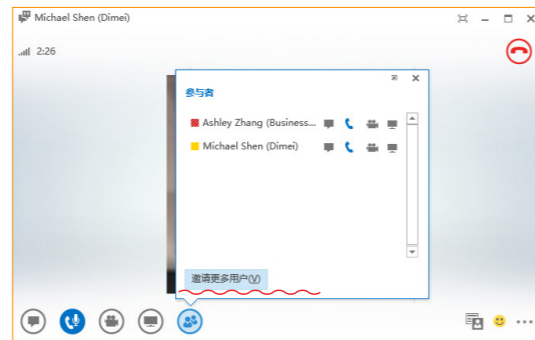 Michael Shen (Dimei)
2:26
参与者
Ashley Zhang (Business...
Michael Shen (Dimei)
邀请更多用户(V)